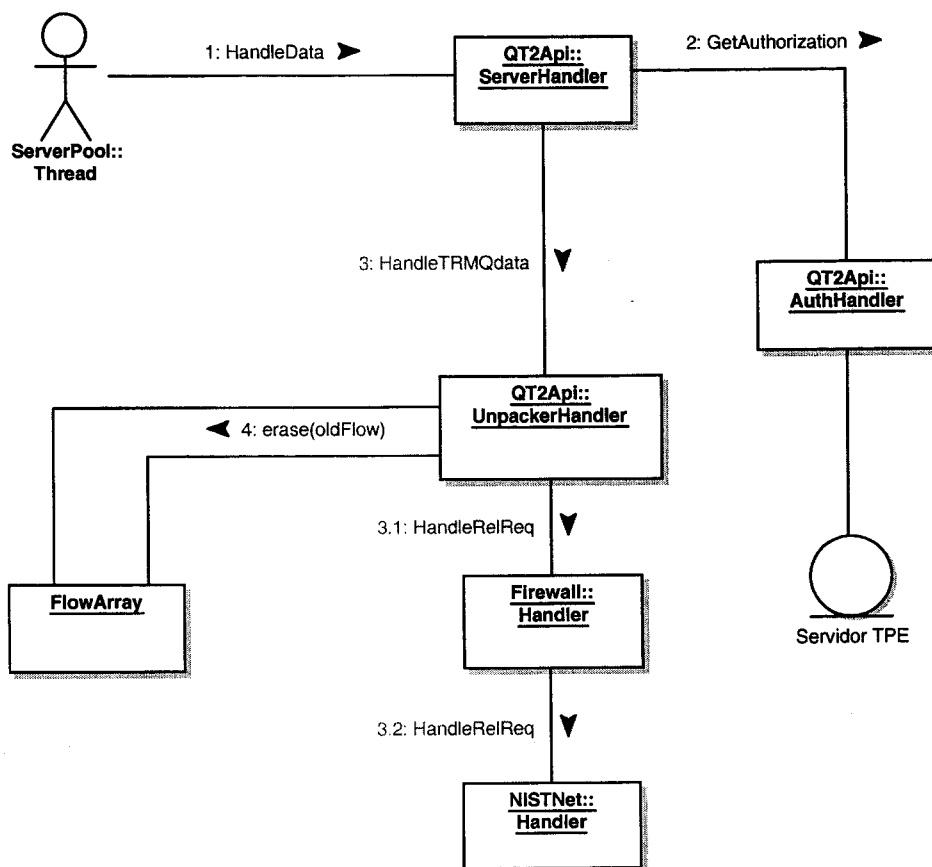 1: HandleData
QT2Api::
ServerHandler
2: GetAuthorization
ServerPool::
Thread
3: HandleTRMQdata
QT2Api::
AuthHandler
QT2Api::
UnpackerHandler
4: erase(oldFlow)
3.1: HandleRelReq
FlowArray
Firewall::
Handler
Servidor TPE
3.2: HandleRelReq
NISTNet::
Handler